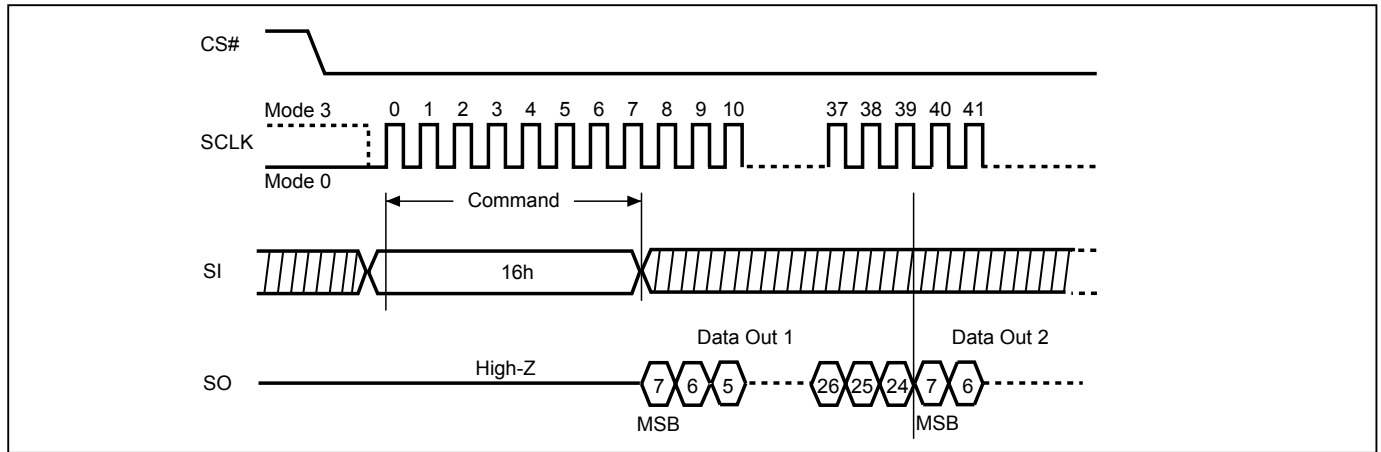 CS#
Mode 3
0 1 2 3 4 5 6 7 8 9 10 37 38 39 40 41
SCLK
Mode 0
Command
SI
16h
Data Out 1 Data Out 2
High-Z
SO
7 6 5 26 25 24 7 6
MSB MSB